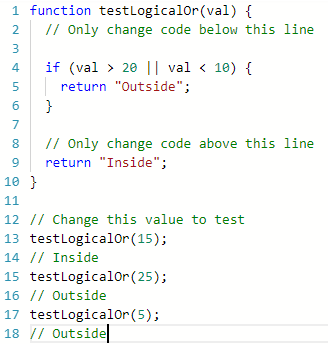 1 function testLogicalOr(val) {
2   // Only change code below this line
3
4   if (val > 20 || val < 10) {
5     return "Outside";
6   }
7
8   // Only change code above this line
9   return "Inside";
10 }
11
12 // Change this value to test
13 testLogicalOr(15);
14 // Inside
15 testLogicalOr(25);
16 // Outside
17 testLogicalOr(5);
18 // Outside